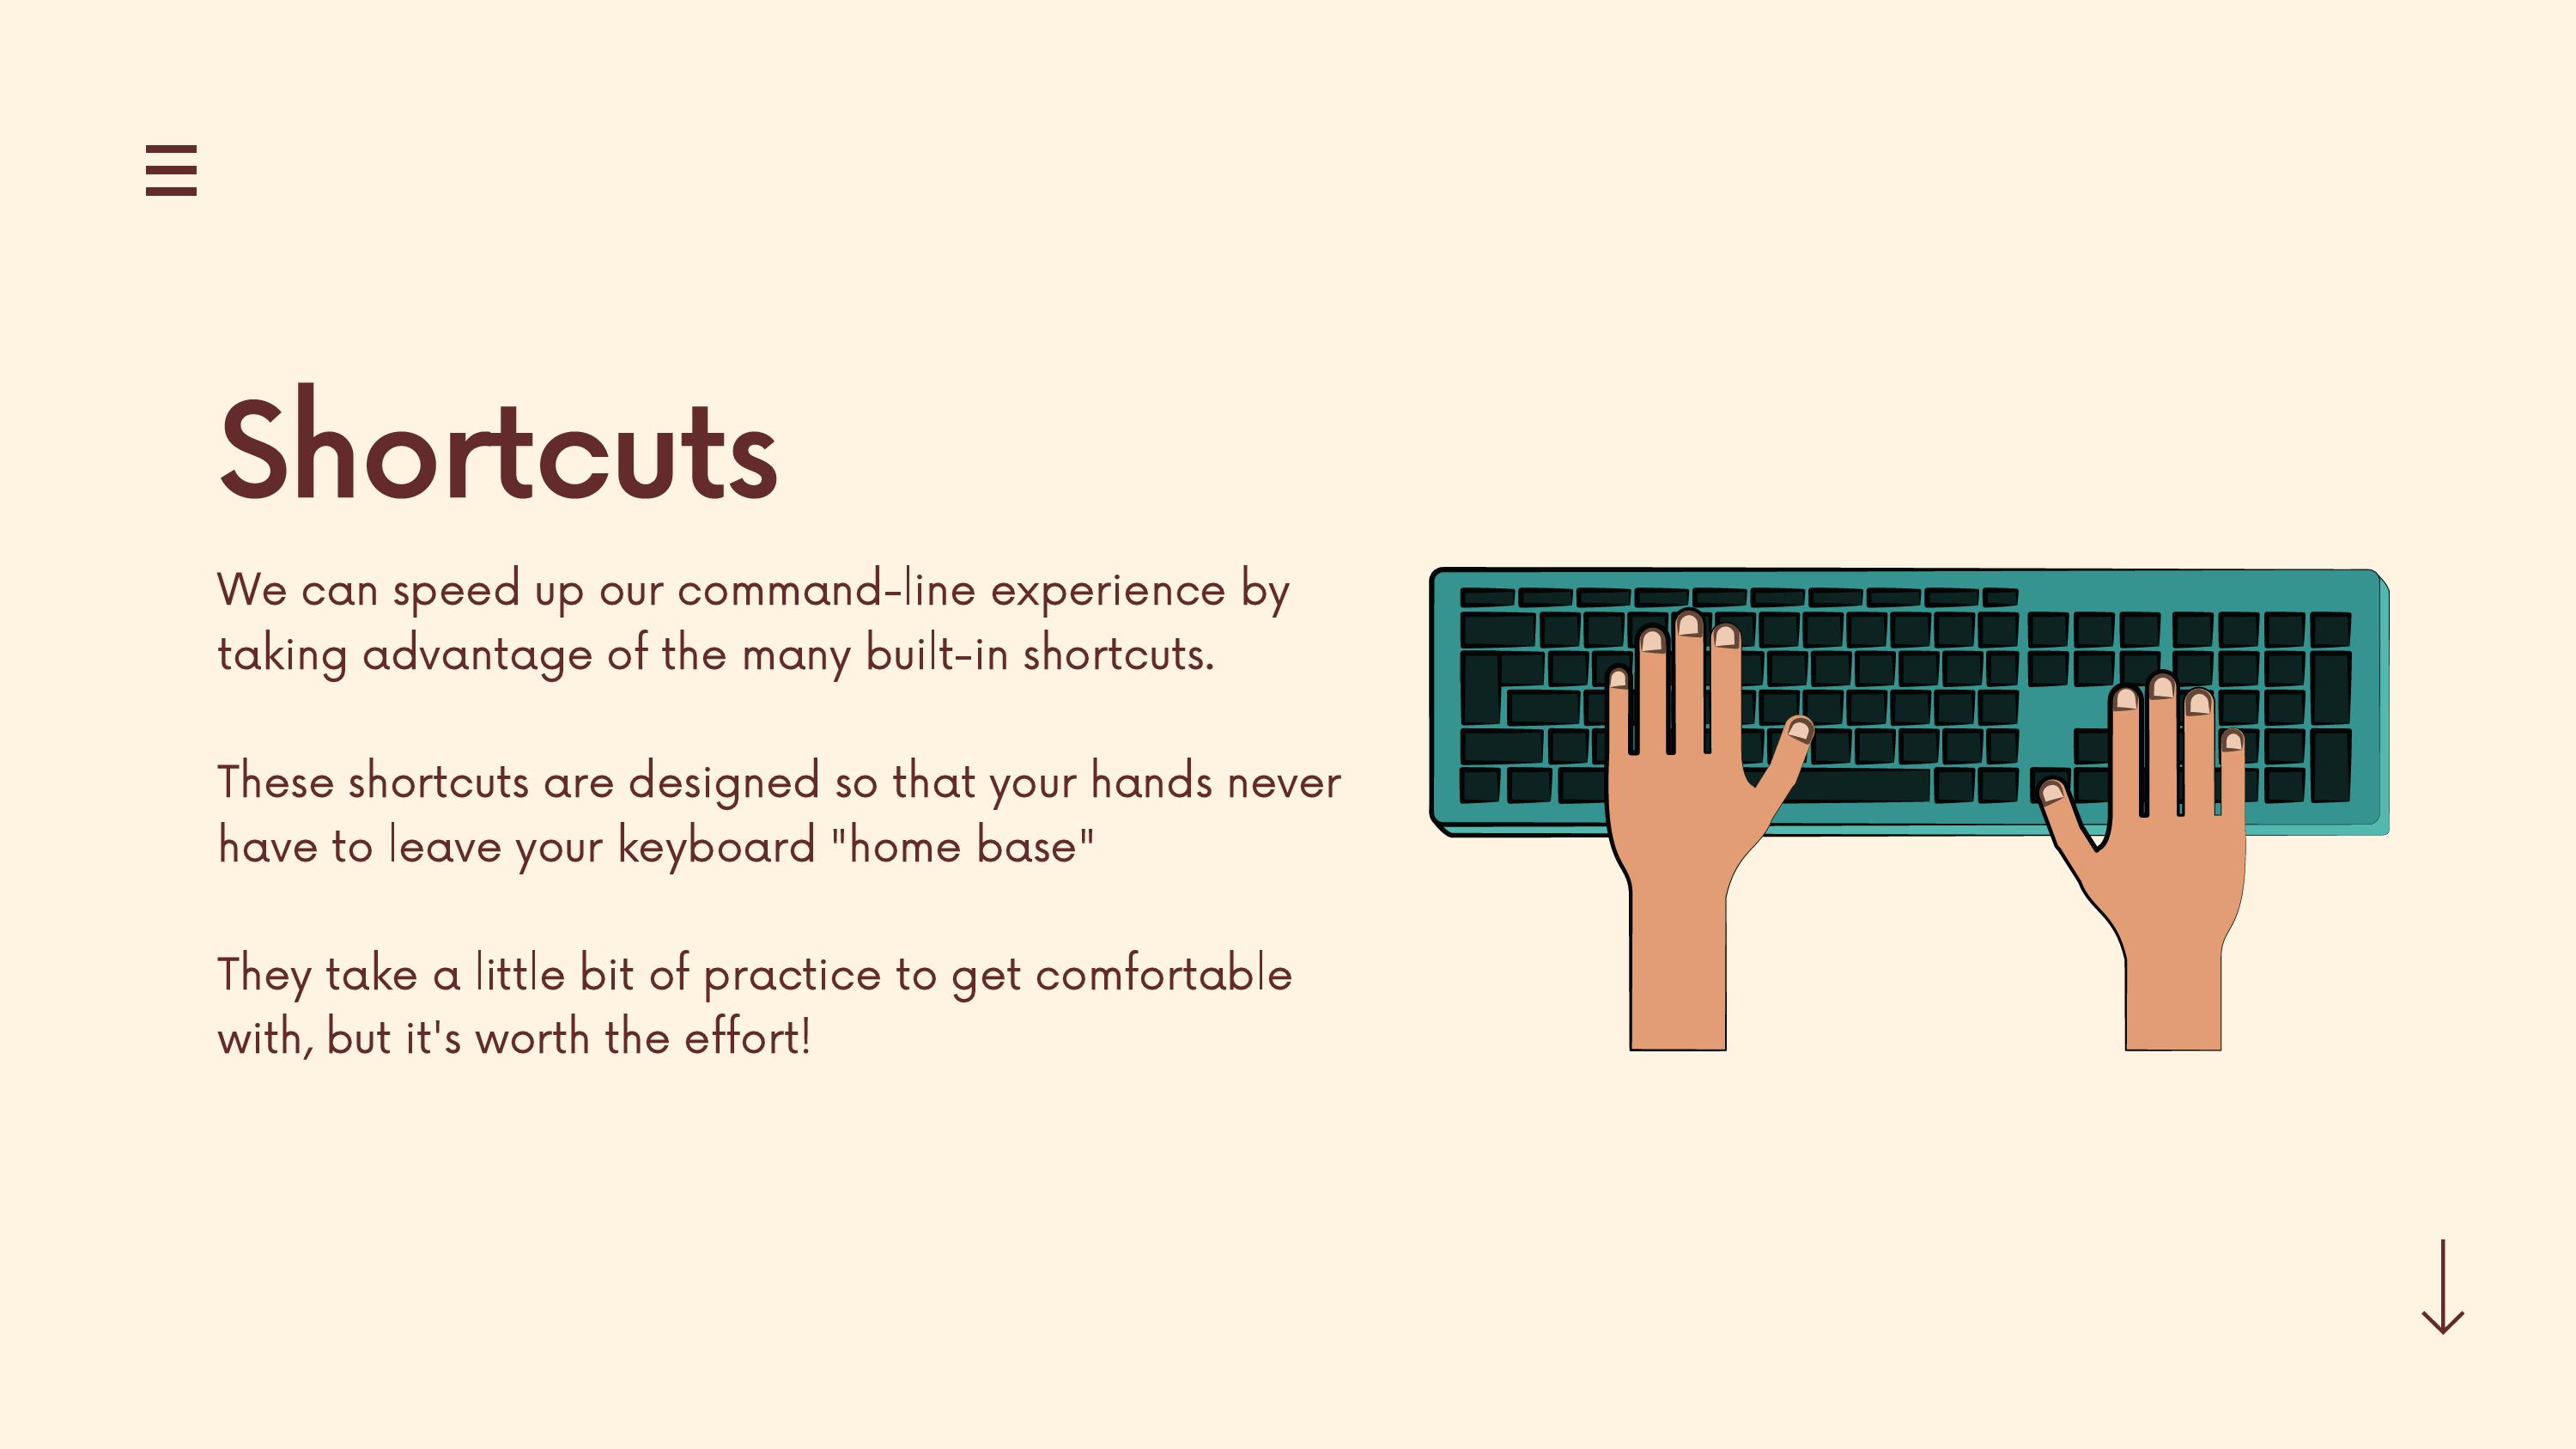 Shortcuts
We can speed up our command-line experience by
taking advantage of the many built-in shortcuts.
These shortcuts are designed so that your hands never
have to leave your keyboard "home base"
They take a little bit of practice to get comfortable
with, but it's worth the effort!